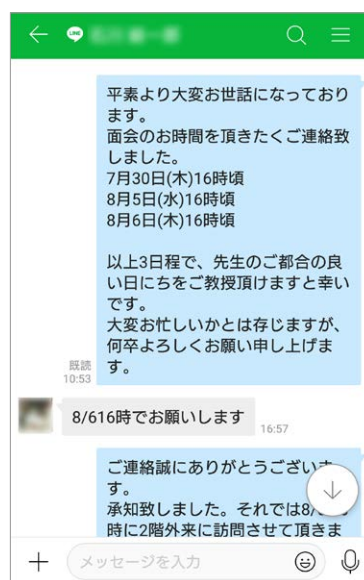 LINE
平素より大変お世話になっており
ます。
面会のお時間を頂きたくご連絡致
しました。
7月30日(木)16時頃
8月5日(水)16時頃
8月6日(木)16時頃
以上3日程で、先生のご都合の良
い日にちをご教授頂けますと幸い
です。
大変お忙しいかとは存じますが、
何卒よろしくお願い申し上げま
す。
既読
10:53
8/616時でお願いします
16:57
ご連絡誠にありがとうございま
す。
承知致しました。それでは8/
時に2階外来に訪問させて頂きま
メッセージを入力